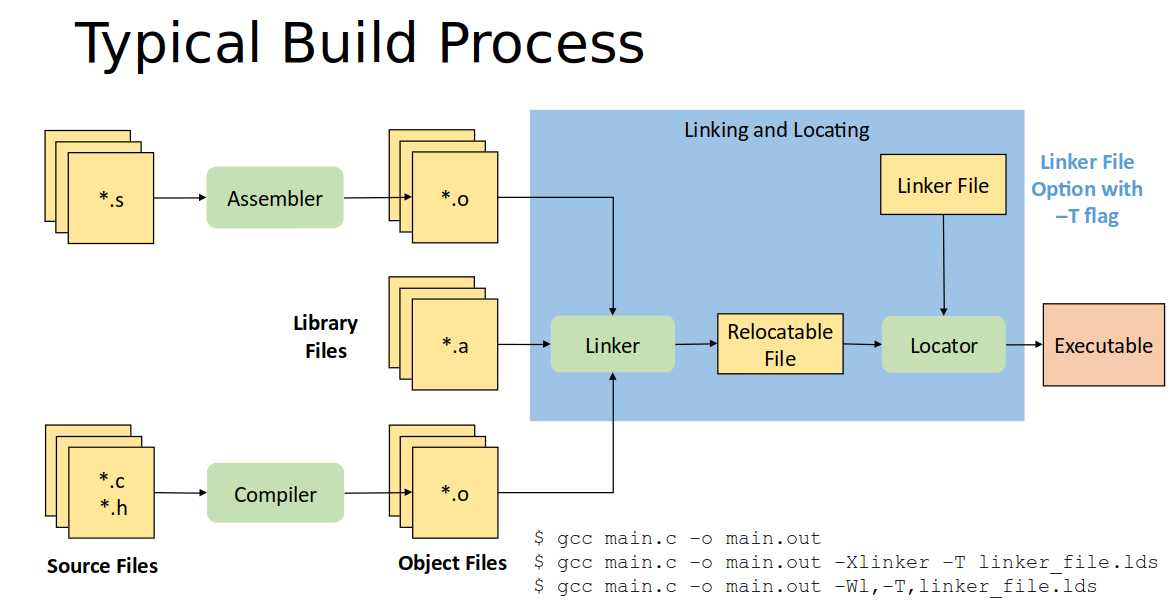 Typical Build Process
Linking and Locating
*.s
Assembler
*.o
Linker File
Linker File
Option with
–T flag
Library
Files
*.a
Linker
Relocatable
File
Locator
Executable
*.c
*.h
Compiler
*.o
Source Files
Object Files
$ gcc main.c –o main.out
$ gcc main.c –o main.out –Xlinker –T linker_file.lds
$ gcc main.c –o main.out –Wl,–T,linker_file.lds